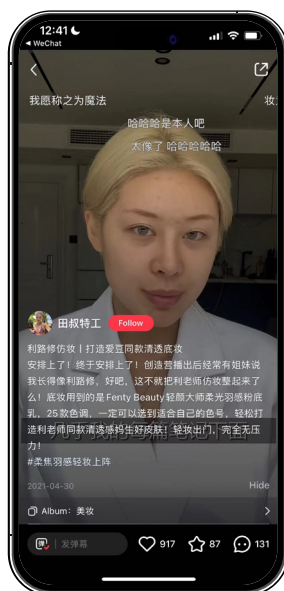 12:41
WeChat
我愿称之为魔法
妆
哈哈哈是本人吧
太像了 哈哈哈哈哈
田叔特工
Follow
利路修仿妆丨打造爱豆同款清透底妆
安排上了！终于安排上了！创造营播出后经常有姐妹说
我长得像利路修，好吧，这不就把利老师仿妆整起来了
么！底妆用到的是Fenty Beauty轻颜大师柔光羽感粉底
乳，25款色调，一定可以选到适合自己的色号，轻松打
造利老师同款清透感妈生好皮肤！轻妆出门，完全无压
力！
#柔焦羽感轻妆上阵
2021-04-30
Hide
Album：美妆
弹
发弹幕
917
87
131